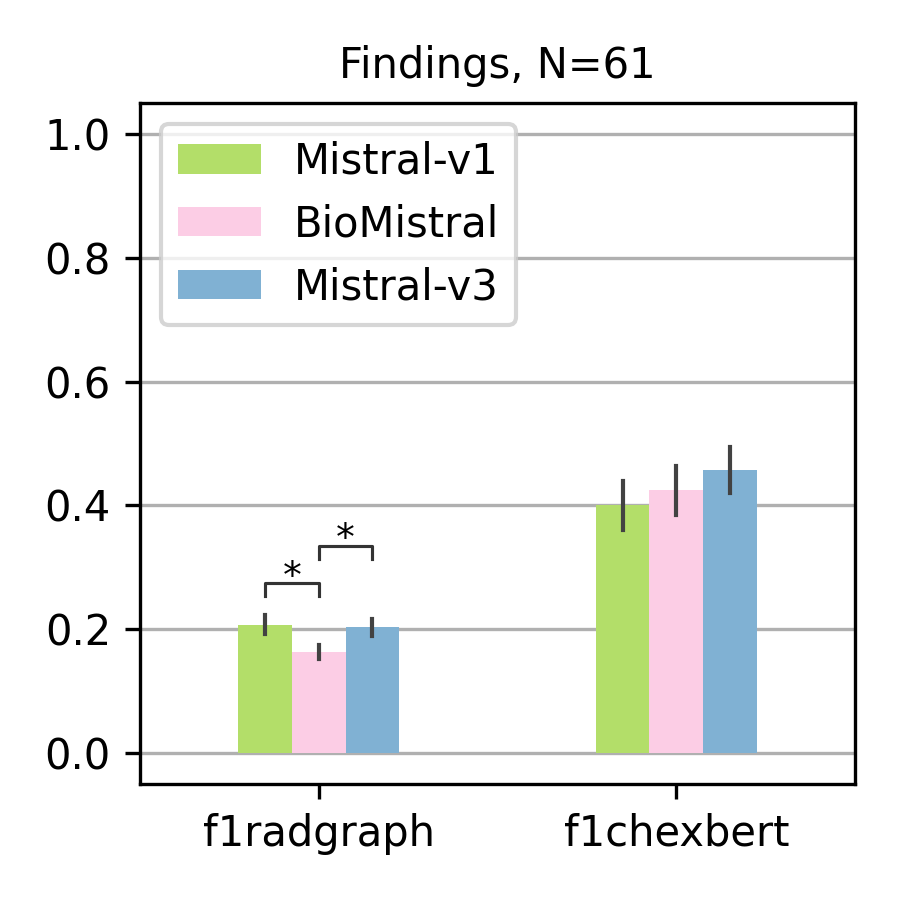 Findings, N=61
1.0
0.8
0.6
0.4
0.2
0.0
Mistral-v1
BioMistral
Mistral-v3
*
*
f1radgraph
f1chexbert